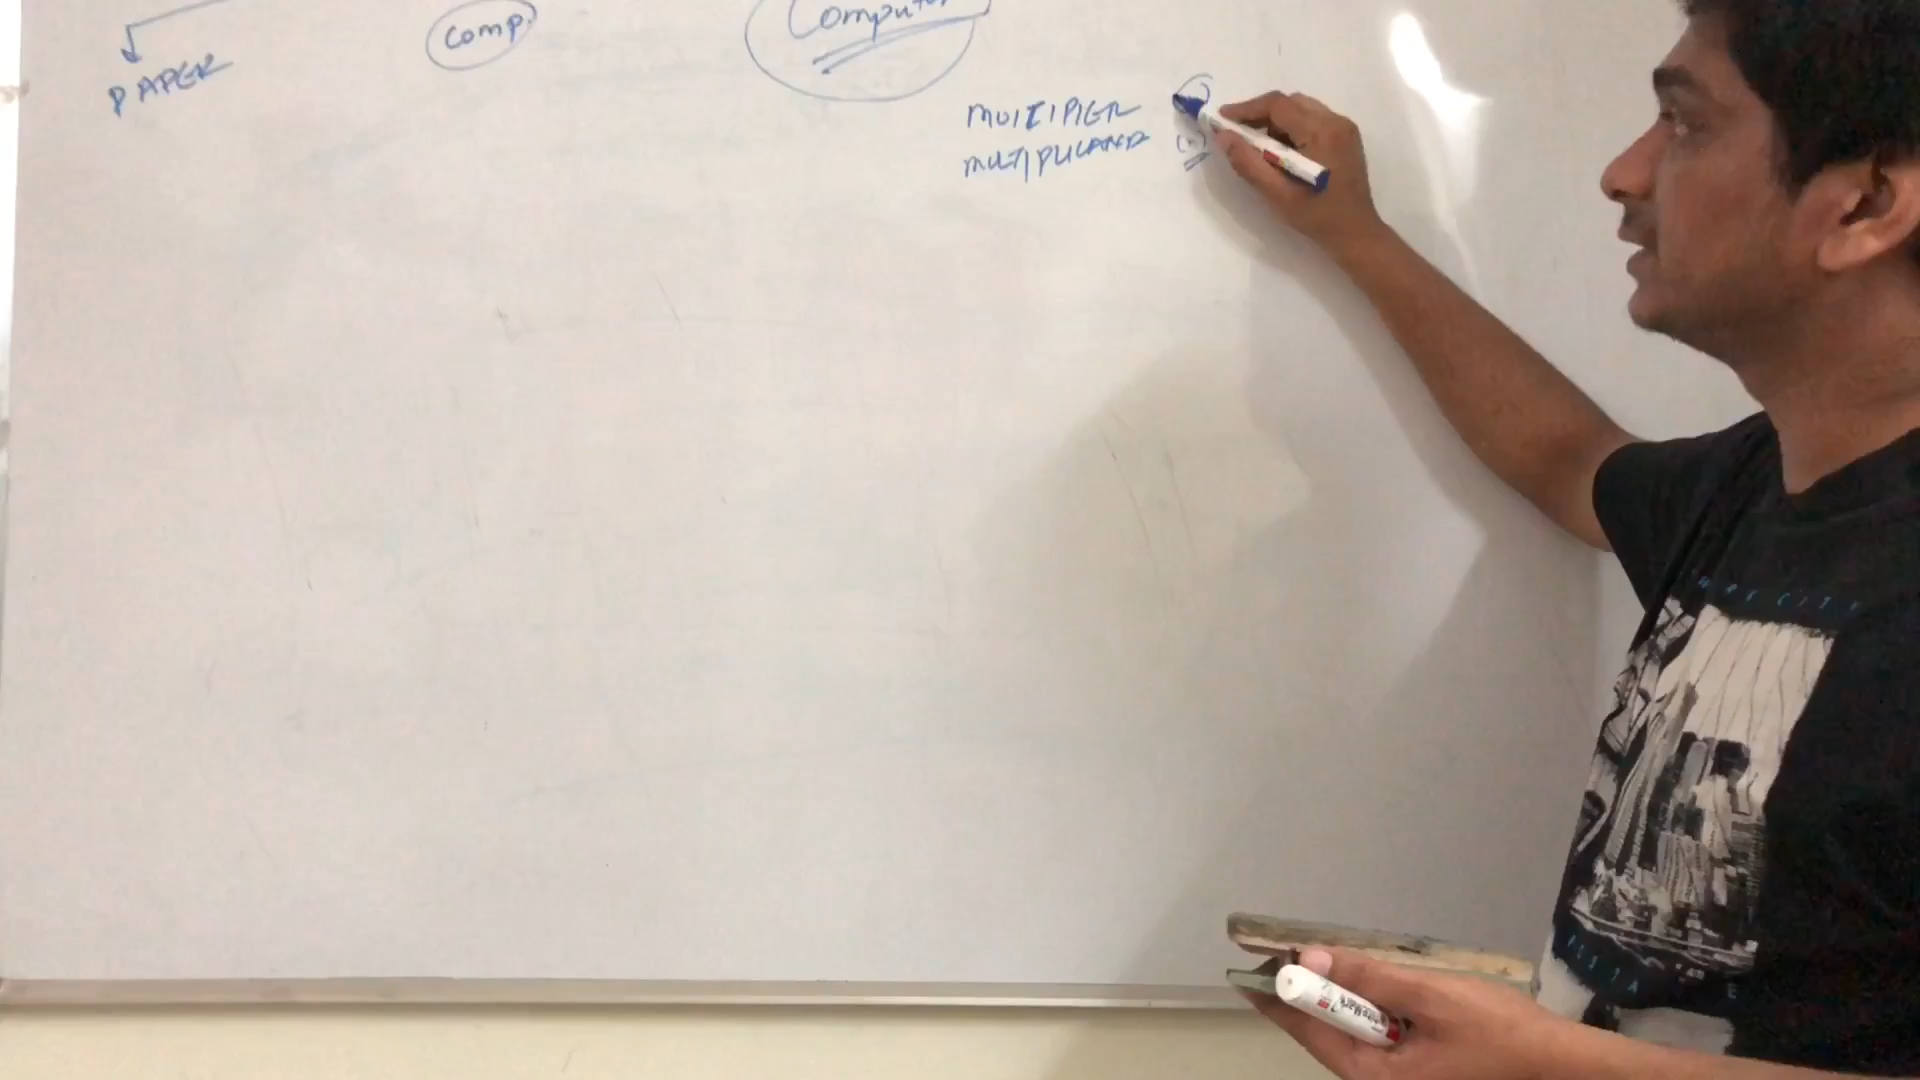 Computer
comp.
PAPER
MULTIPIER
MULTIPLICAND